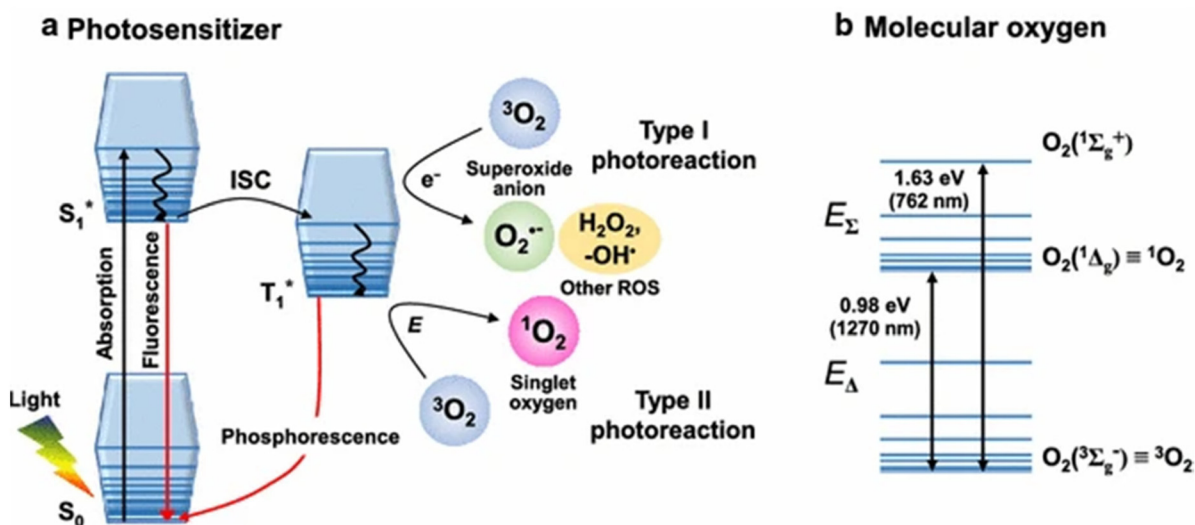 a Photosensitizer
S₁*
Absorption
Fluorescence
ISC
T₁*
Light
S₀
Phosphorescence
³O₂
e⁻
Type I
photoreaction
Superoxide
anion
O₂•⁻
H₂O₂,
-OH•
Other ROS
E
¹O₂
Singlet
oxygen
³O₂
Type II
photoreaction
b Molecular oxygen
O₂(¹Σg⁺)
1.63 eV
(762 nm)
EΣ
O₂(¹Δg) ≡ ¹O₂
0.98 eV
(1270 nm)
EΔ
O₂(³Σg⁻) ≡ ³O₂